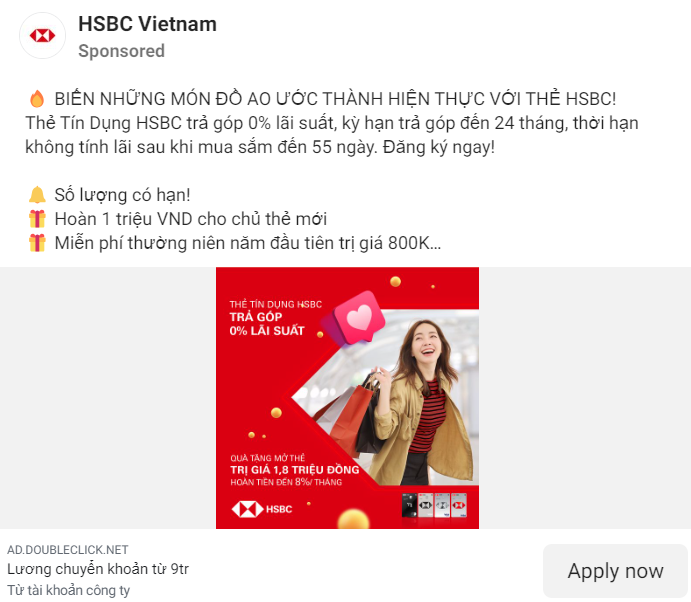 HSBC Vietnam
Sponsored
🔥 BIẾN NHỮNG MÓN ĐỒ AO ƯỚC THÀNH HIỆN THỰC VỚI THẺ HSBC!
Thẻ Tín Dụng HSBC trả góp 0% lãi suất, kỳ hạn trả góp đến 24 tháng, thời hạn
không tính lãi sau khi mua sắm đến 55 ngày. Đăng ký ngay!
🔔 Số lượng có hạn!
🎁 Hoàn 1 triệu VND cho chủ thẻ mới
🎁 Miễn phí thường niên năm đầu tiên trị giá 800K...
THẺ TÍN DỤNG HSBC
TRẢ GÓP
0% LÃI SUẤT
QUÀ TẶNG MỞ THẺ
TRỊ GIÁ 1,8 TRIỆU ĐỒNG
HOÀN TIỀN ĐẾN 8%/ THÁNG
HSBC
AD.DOUBLECLICK.NET
Lương chuyển khoản từ 9tr
Từ tài khoản công ty
Apply now